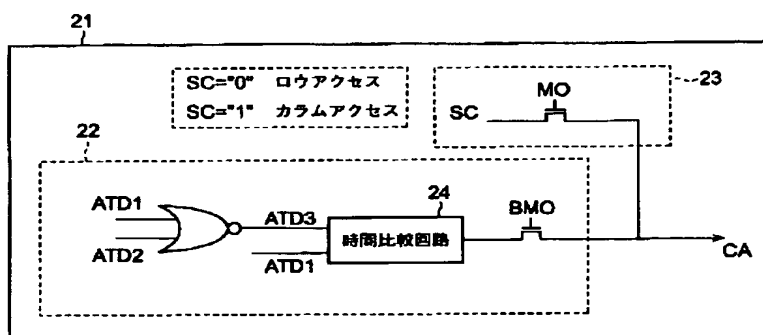 21
SC="0" ロウアクセス
SC="1" カラムアクセス
23
MO
SC
22
ATD1
ATD2
ATD3
ATD1
24
時間比較回路
BMO
CA